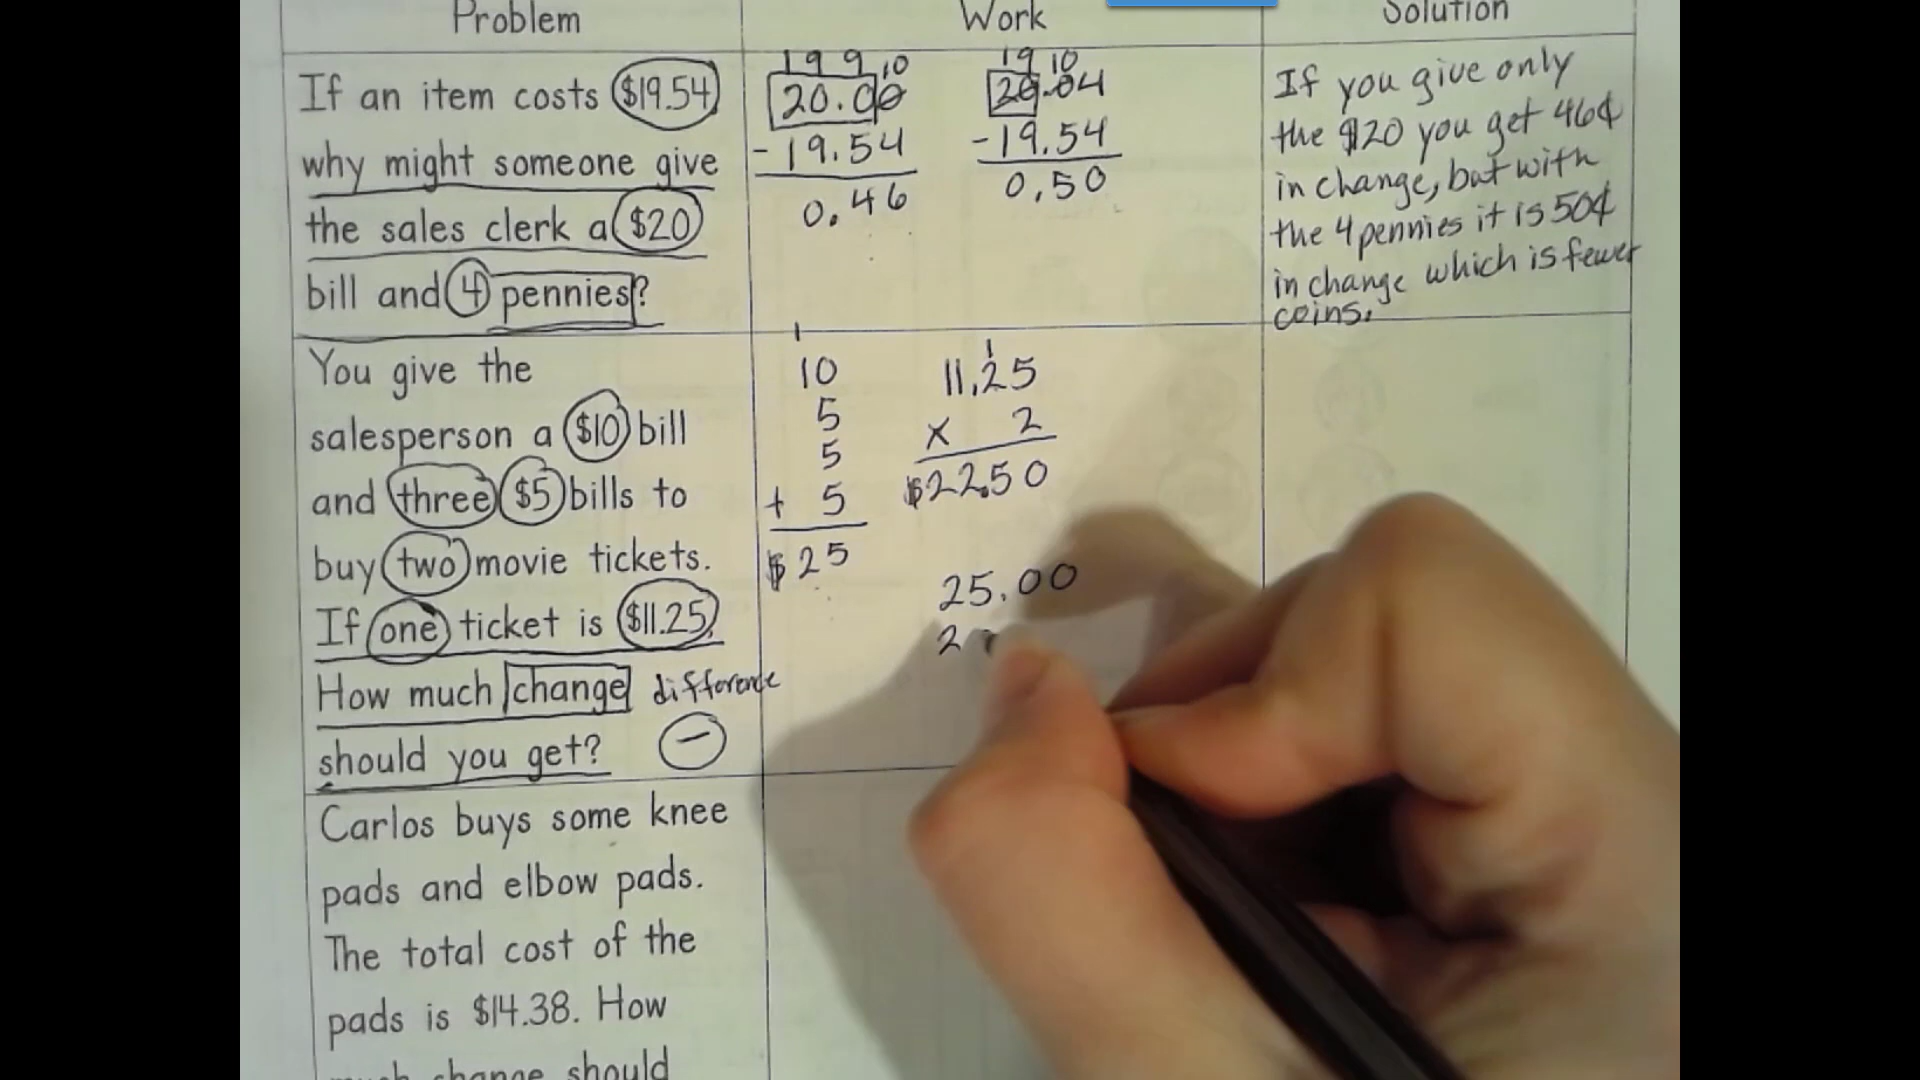 Problem
Work
Solution
If an item costs $19.54
why might someone give
the sales clerk a $20
bill and 4 pennies?
19 9 10
20.00
-19.54
0.46
19 10
20.04
-19.54
0.50
If you give only
the $20 you get 46¢
in change, but with
the 4 pennies it is 50¢
in change which is fewer
coins.
You give the
salesperson a $10 bill
and three $5 bills to
buy two movie tickets.
If one ticket is $11.25.
How much change difference
should you get? –
1
10
5
5
+ 5
$25
1
11.25
x 2
$22.50
25.00
2
Carlos buys some knee
pads and elbow pads.
The total cost of the
pads is $14.38. How
much change should